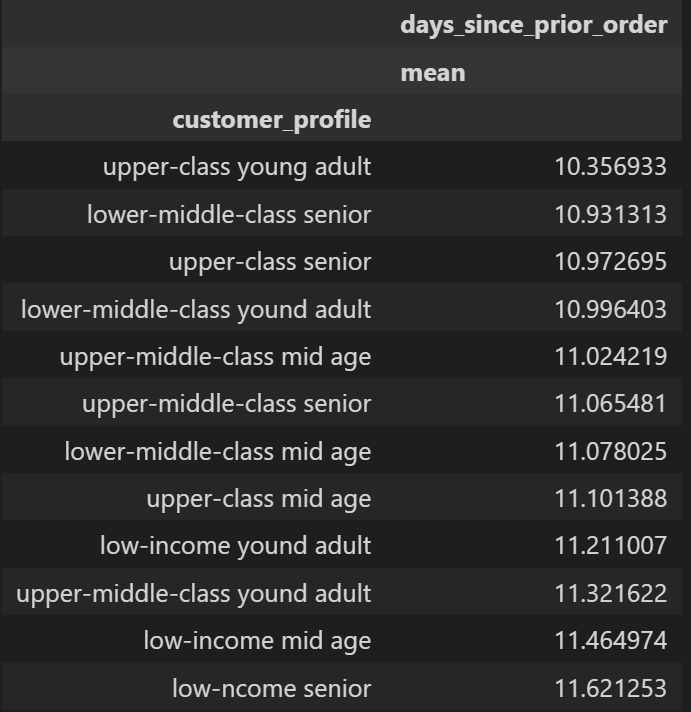 days_since_prior_order
mean
customer_profile
upper-class young adult 10.356933
lower-middle-class senior 10.931313
upper-class senior 10.972695
lower-middle-class yound adult 10.996403
upper-middle-class mid age 11.024219
upper-middle-class senior 11.065481
lower-middle-class mid age 11.078025
upper-class mid age 11.101388
low-income yound adult 11.211007
upper-middle-class yound adult 11.321622
low-income mid age 11.464974
low-ncome senior 11.621253